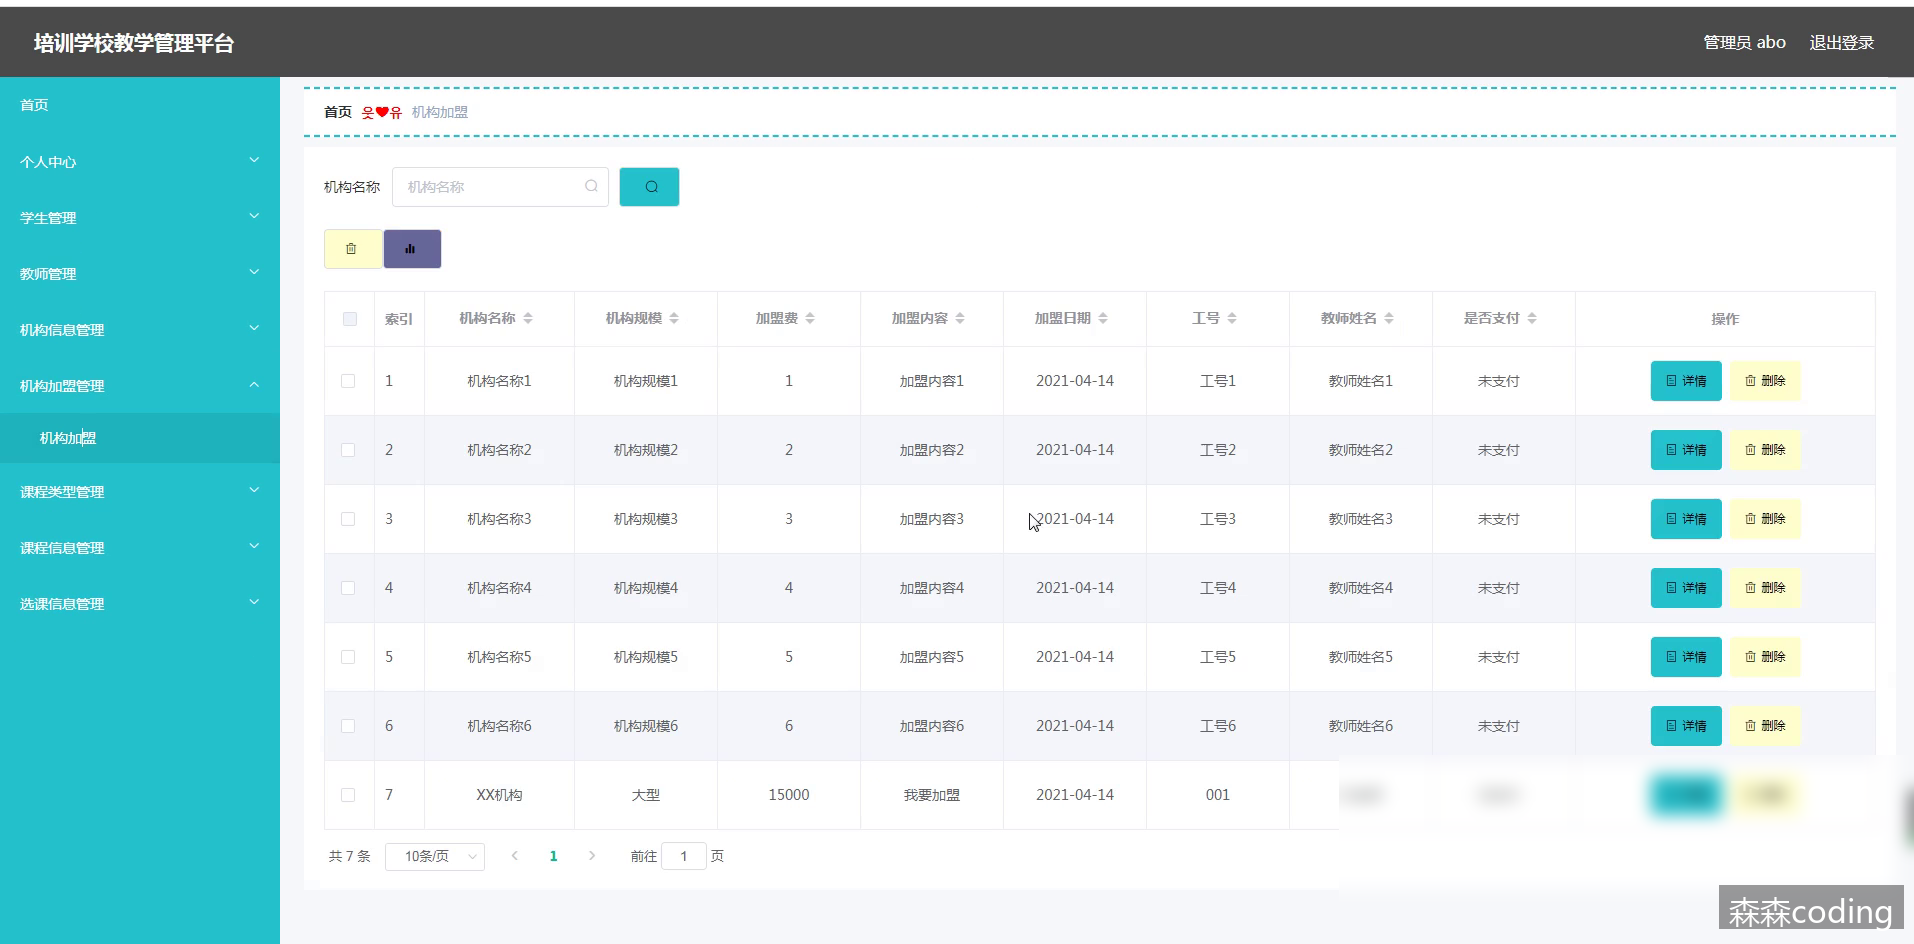 培训学校教学管理平台
管理员 abo 退出登录
首页
个人中心
学生管理
教师管理
机构信息管理
机构加盟管理
机构加盟
课程类型管理
课程信息管理
选课信息管理
首页 웃❤유 机构加盟
机构名称 机构名称
索引 机构名称 机构规模 加盟费 加盟内容 加盟日期 工号 教师姓名 是否支付 操作
1 机构名称1 机构规模1 1 加盟内容1 2021-04-14 工号1 教师姓名1 未支付 详情 删除
2 机构名称2 机构规模2 2 加盟内容2 2021-04-14 工号2 教师姓名2 未支付 详情 删除
3 机构名称3 机构规模3 3 加盟内容3 2021-04-14 工号3 教师姓名3 未支付 详情 删除
4 机构名称4 机构规模4 4 加盟内容4 2021-04-14 工号4 教师姓名4 未支付 详情 删除
5 机构名称5 机构规模5 5 加盟内容5 2021-04-14 工号5 教师姓名5 未支付 详情 删除
6 机构名称6 机构规模6 6 加盟内容6 2021-04-14 工号6 教师姓名6 未支付 详情 删除
7 XX机构 大型 15000 我要加盟 2021-04-14 001
共 7 条 10条/页 1 前往 1 页
森森coding